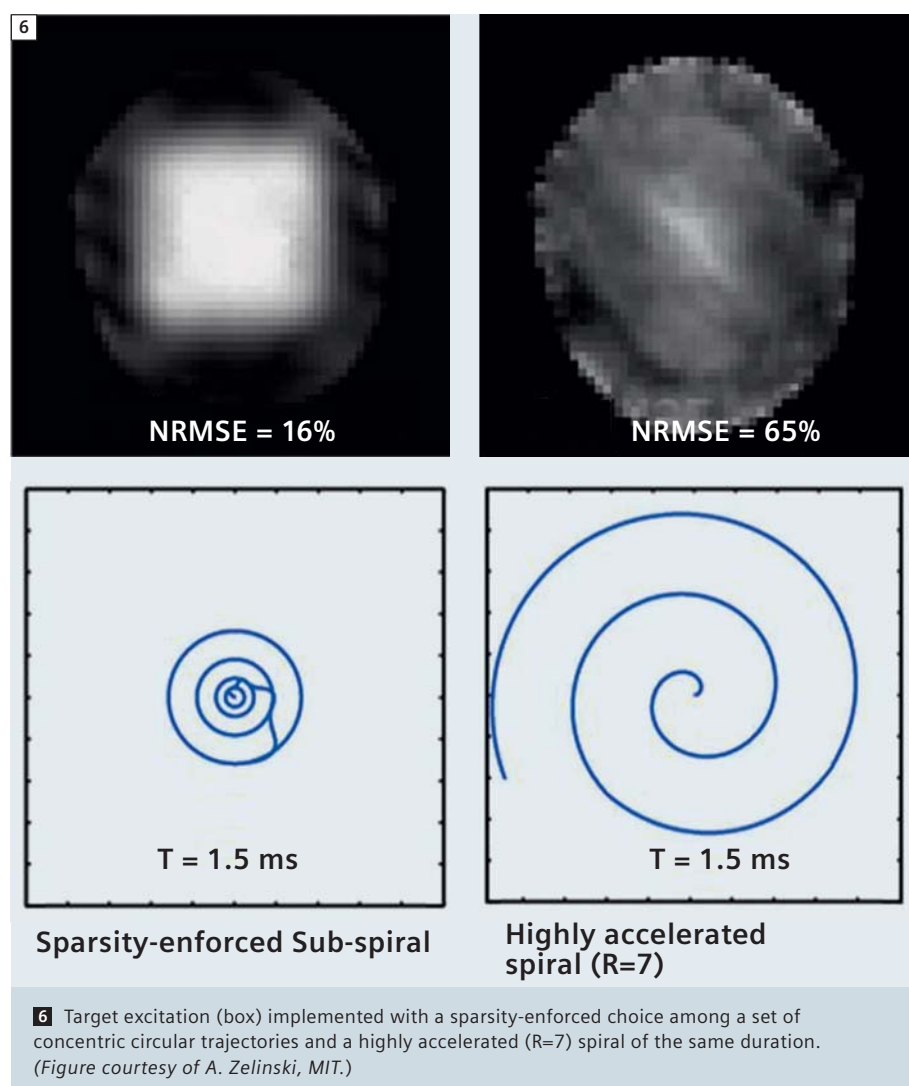 6
NRMSE = 16%
NRMSE = 65%
T = 1.5 ms
T = 1.5 ms
Sparsity-enforced Sub-spiral
Highly accelerated
spiral (R=7)
6 Target excitation (box) implemented with a sparsity-enforced choice among a set of
concentric circular trajectories and a highly accelerated (R=7) spiral of the same duration.
(Figure courtesy of A. Zelinski, MIT.)